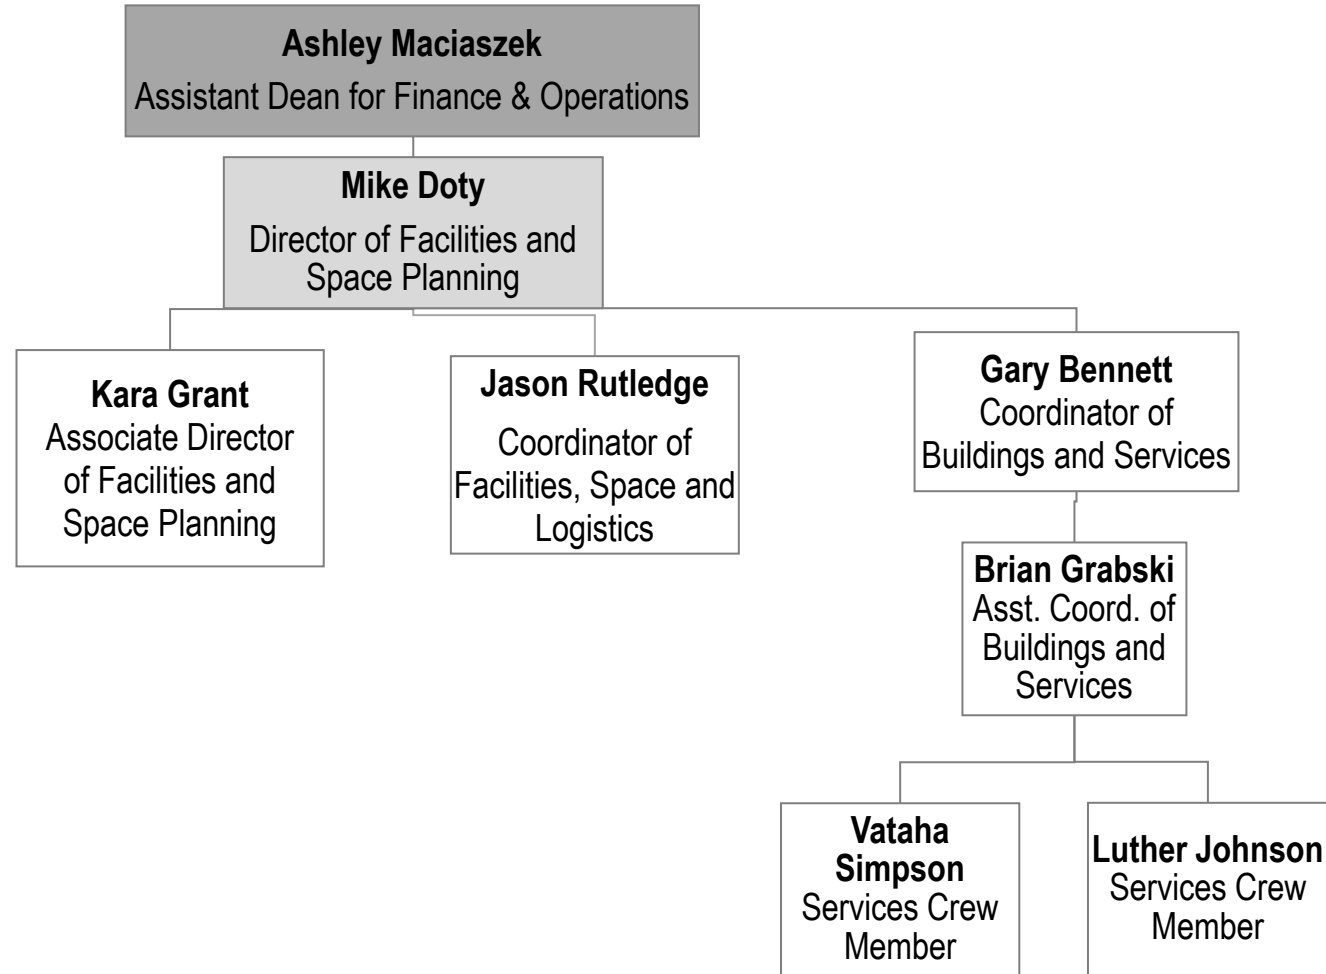 Ashley Maciaszek
Assistant Dean for Finance & Operations
Mike Doty
Director of Facilities and
Space Planning
Kara Grant
Associate Director
of Facilities and
Space Planning
Jason Rutledge
Coordinator of
Facilities, Space and
Logistics
Gary Bennett
Coordinator of
Buildings and Services
Brian Grabski
Asst. Coord. of
Buildings and
Services
Vataha
Simpson
Services Crew
Member
Luther Johnson
Services Crew
Member